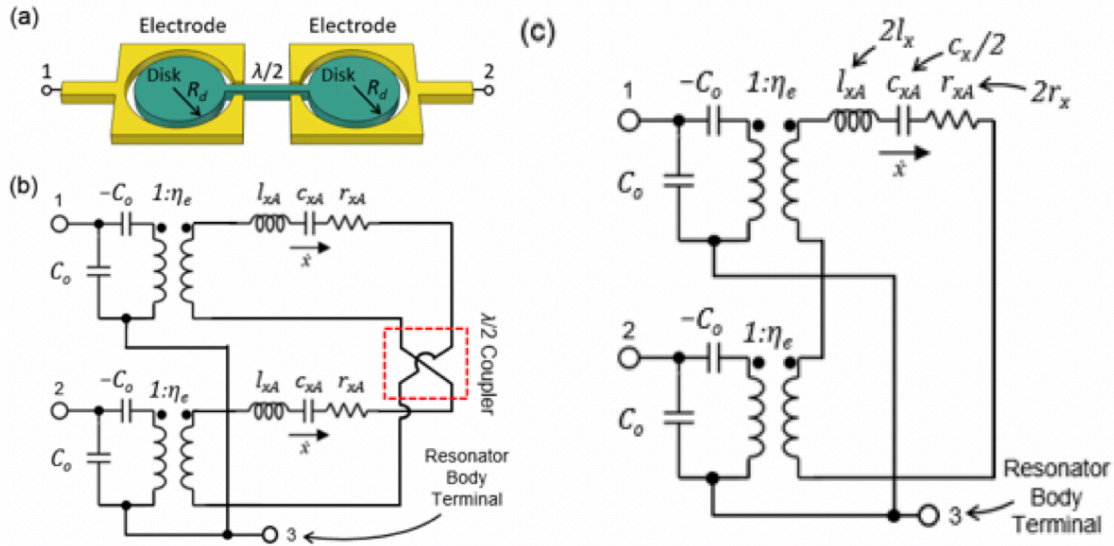 (a)
Electrode
Electrode
λ/2
1
Disk
R_d
Disk
R_d
2
(b)
1
−C_o
1:η_e
l_xA
c_xA
r_xA
C_o
ẋ
λ/2 Coupler
2
−C_o
1:η_e
l_xA
c_xA
r_xA
C_o
ẋ
Resonator
Body
Terminal
3
(c)
2l_x
c_x/2
1
−C_o
1:η_e
l_xA
c_xA
r_xA
2r_x
C_o
ẋ
2
−C_o
1:η_e
C_o
Resonator
Body
Terminal
3